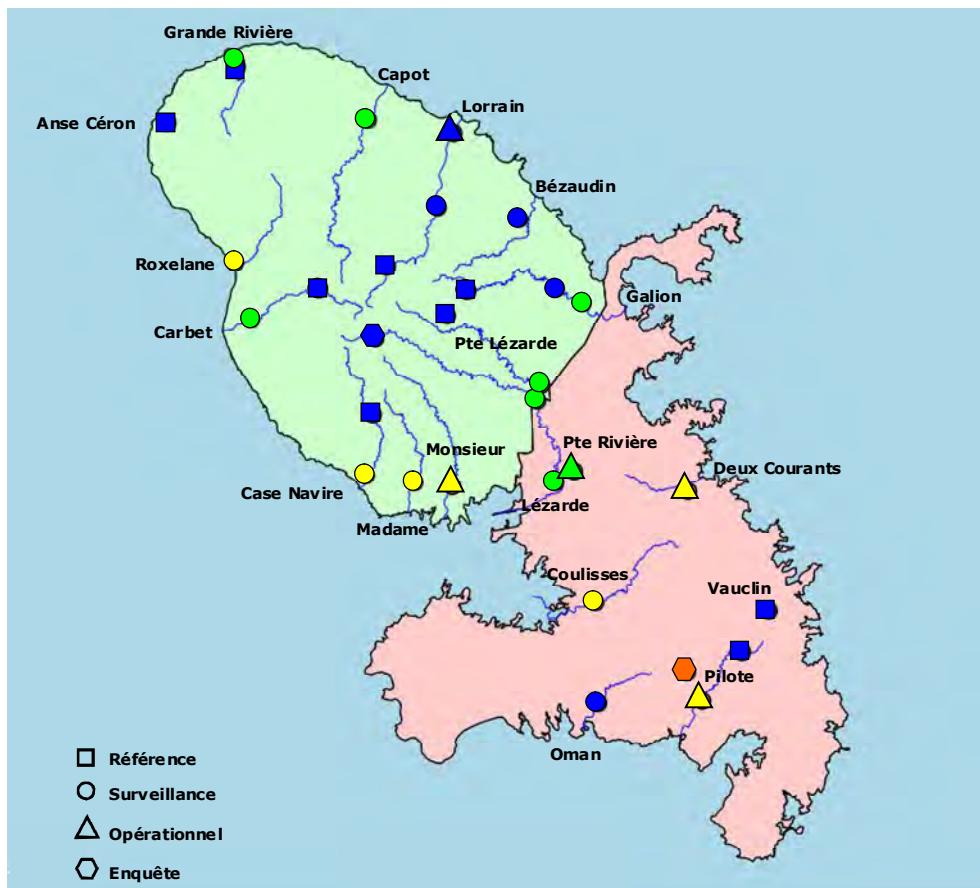 Grande Rivière
Capot
Lorrain
Anse Céron
Bézaudin
Roxelane
Galion
Carbet
Pte Lézarde
Monsieur
Pte Rivière
Deux Courants
Case Navire
Lézarde
Madame
Coulisses
Vauclin
Pilote
Oman
Référence
Surveillance
Opérationnel
Enquête